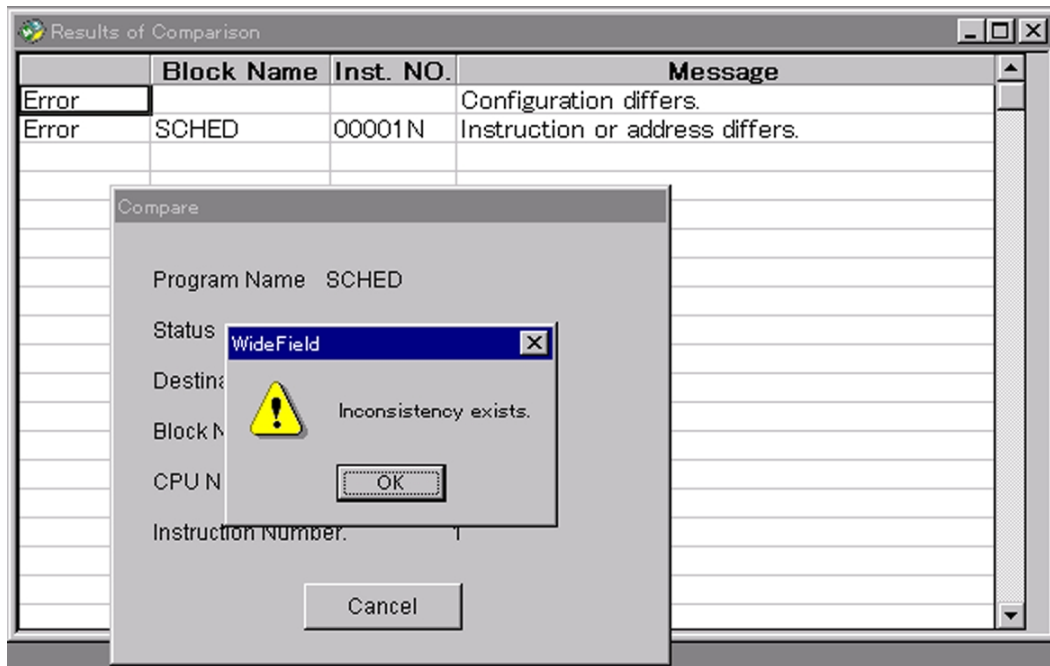 Results of Comparison
Block Name Inst. NO. Message
Error Configuration differs.
Error SCHED 00001N Instruction or address differs.
Compare
Program Name SCHED
Status
WideField
Inconsistency exists.
Block
CPU
OK
Instruction Number. 1
Cancel